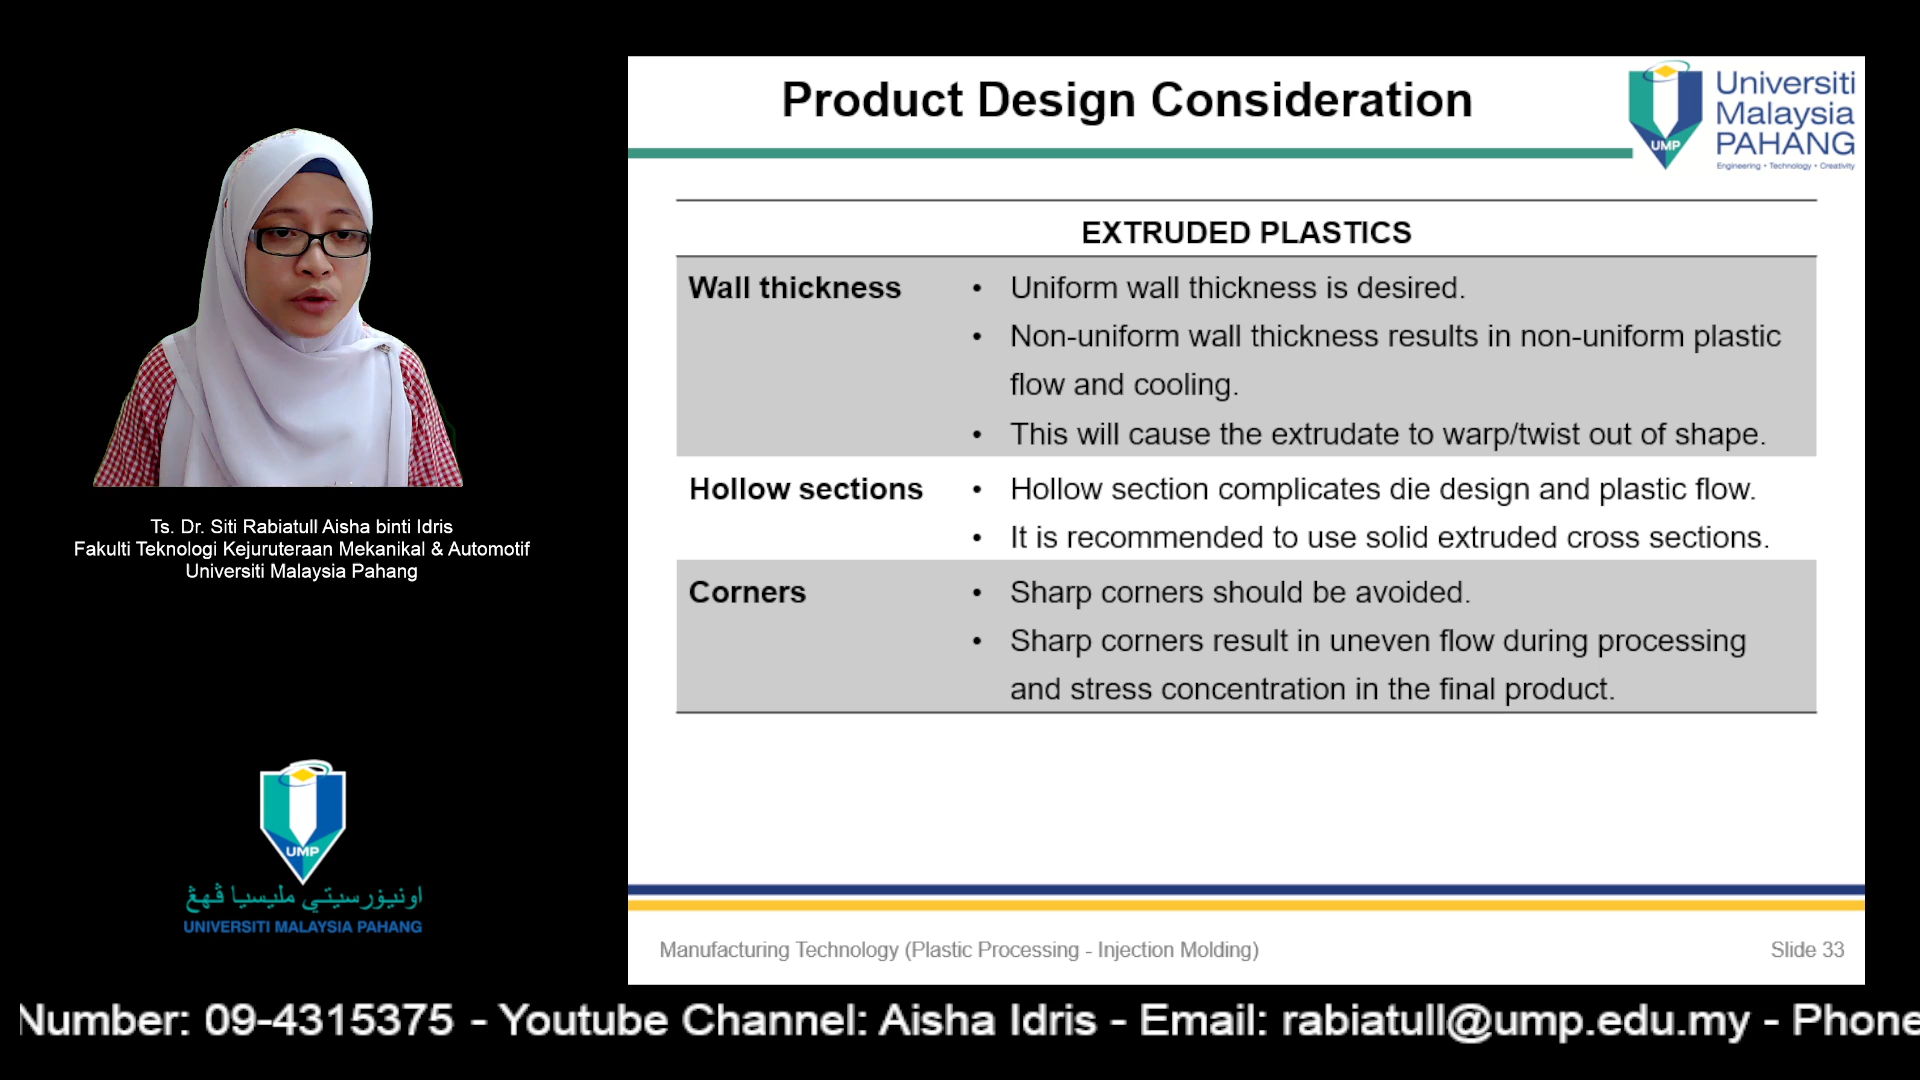 Product Design Consideration
Universiti
Malaysia
PAHANG
Engineering • Technology • Creativity
UMP
EXTRUDED PLASTICS
Wall thickness
• Uniform wall thickness is desired.
• Non-uniform wall thickness results in non-uniform plastic
flow and cooling.
• This will cause the extrudate to warp/twist out of shape.
Hollow sections
• Hollow section complicates die design and plastic flow.
• It is recommended to use solid extruded cross sections.
Corners
• Sharp corners should be avoided.
• Sharp corners result in uneven flow during processing
and stress concentration in the final product.
Manufacturing Technology (Plastic Processing - Injection Molding)
Slide 33
Ts. Dr. Siti Rabiatull Aisha binti Idris
Fakulti Teknologi Kejuruteraan Mekanikal & Automotif
Universiti Malaysia Pahang
UMP
اونيۏرسيتي مليسيا ڤهڠ
UNIVERSITI MALAYSIA PAHANG
Number: 09-4315375 - Youtube Channel: Aisha Idris - Email: rabiatull@ump.edu.my - Phone